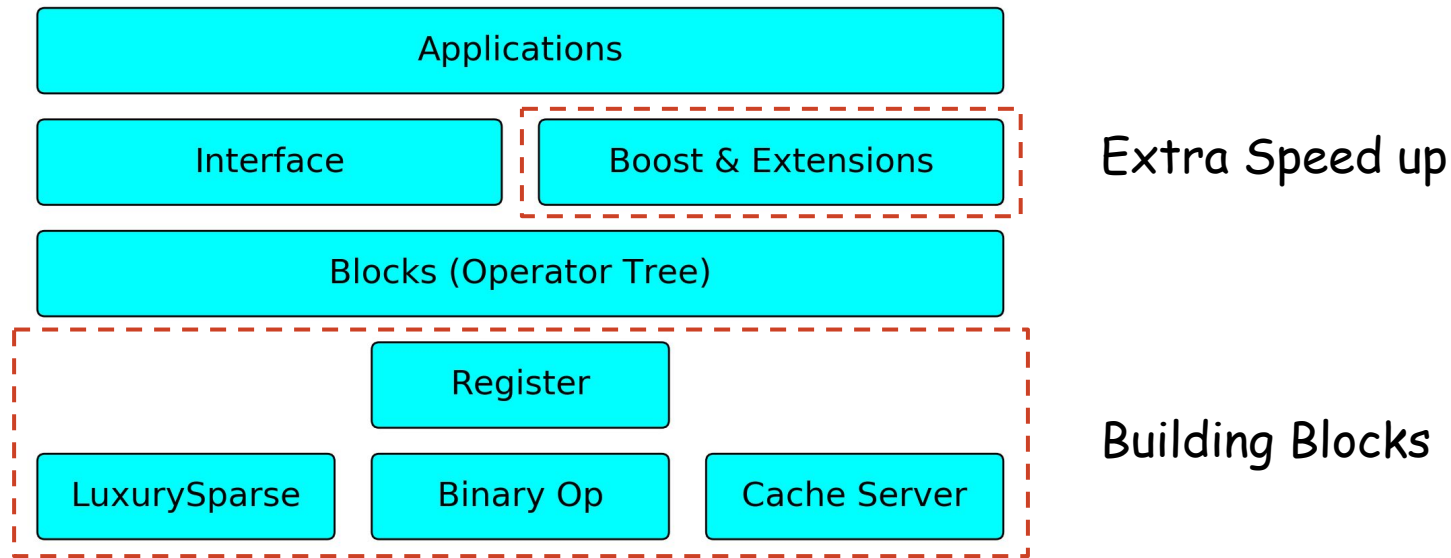 Applications
Interface
Boost & Extensions
Extra Speed up
Blocks (Operator Tree)
Register
Building Blocks
LuxurySparse
Binary Op
Cache Server